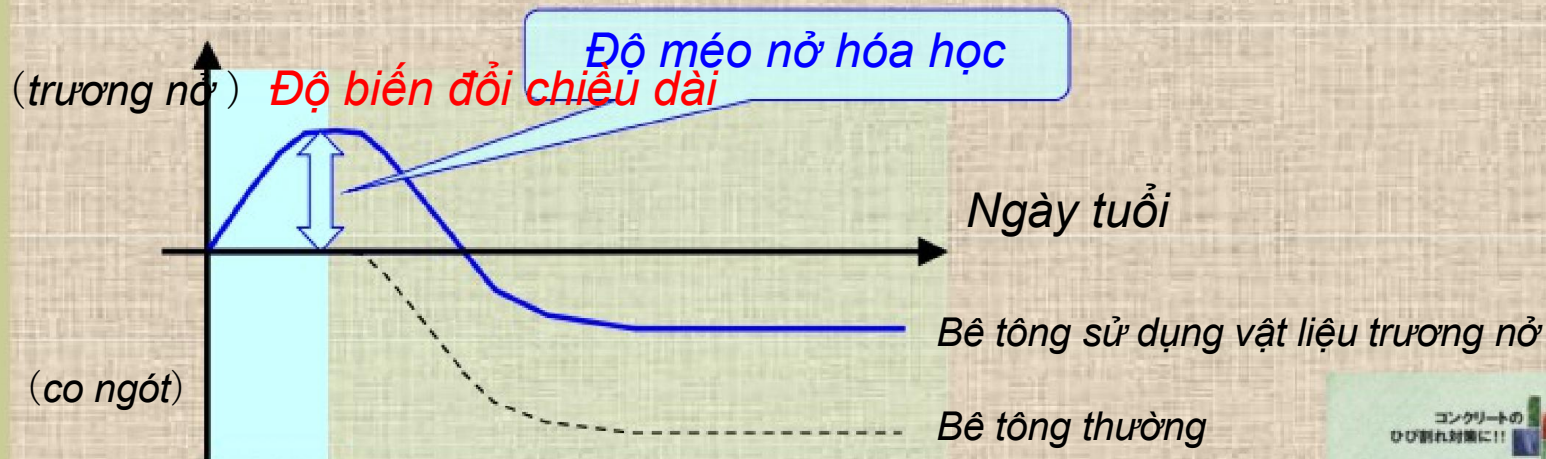 Độ méo nở hóa học
(trương nở) Độ biến đổi chiều dài
Ngày tuổi
Bê tông sử dụng vật liệu trương nở
(co ngót)
Bê tông thường
コンクリートの
ひび割れ対策に!!